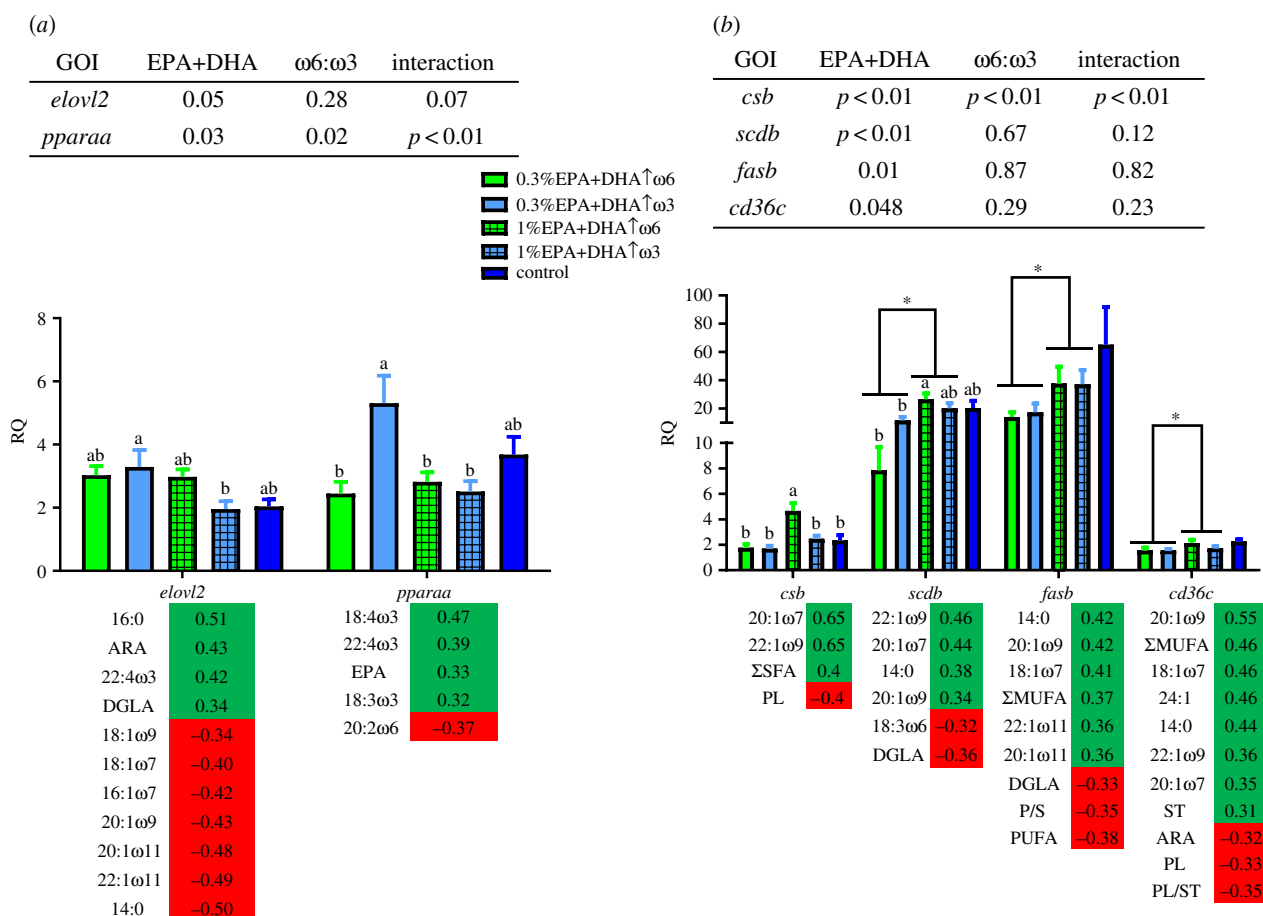 (a)
GOI EPA+DHA ω6:ω3 interaction
elovl2 0.05 0.28 0.07
pparaa 0.03 0.02 p < 0.01
0.3%EPA+DHA↑ω6
0.3%EPA+DHA↑ω3
1%EPA+DHA↑ω6
1%EPA+DHA↑ω3
control
8
6
4
2
0
RQ
ab a ab b ab
b a b b ab
elovl2 pparaa
16:0 0.51
ARA 0.43
22:4ω3 0.42
DGLA 0.34
18:1ω9 –0.34
18:1ω7 –0.40
16:1ω7 –0.42
20:1ω9 –0.43
20:1ω11 –0.48
22:1ω11 –0.49
14:0 –0.50
18:4ω3 0.47
22:4ω3 0.39
EPA 0.33
18:3ω3 0.32
20:2ω6 –0.37
(b)
GOI EPA+DHA ω6:ω3 interaction
csb p < 0.01 p < 0.01 p < 0.01
scdb p < 0.01 0.67 0.12
fasb 0.01 0.87 0.82
cd36c 0.048 0.29 0.23
100
80
60
40
20
10
8
6
4
2
0
RQ
b b a b b
*
b b a ab ab
*
*
csb scdb fasb cd36c
20:1ω7 0.65
22:1ω9 0.65
ΣSFA 0.4
PL –0.4
22:1ω9 0.46
20:1ω7 0.44
14:0 0.38
20:1ω9 0.34
18:3ω6 –0.32
DGLA –0.36
14:0 0.42
20:1ω9 0.42
18:1ω7 0.41
ΣMUFA 0.37
22:1ω11 0.36
20:1ω11 0.36
DGLA –0.33
P/S –0.35
PUFA –0.38
20:1ω9 0.55
ΣMUFA 0.46
18:1ω7 0.46
24:1 0.46
14:0 0.44
22:1ω9 0.36
20:1ω7 0.35
ST 0.31
ARA –0.32
PL –0.33
PL/ST –0.35